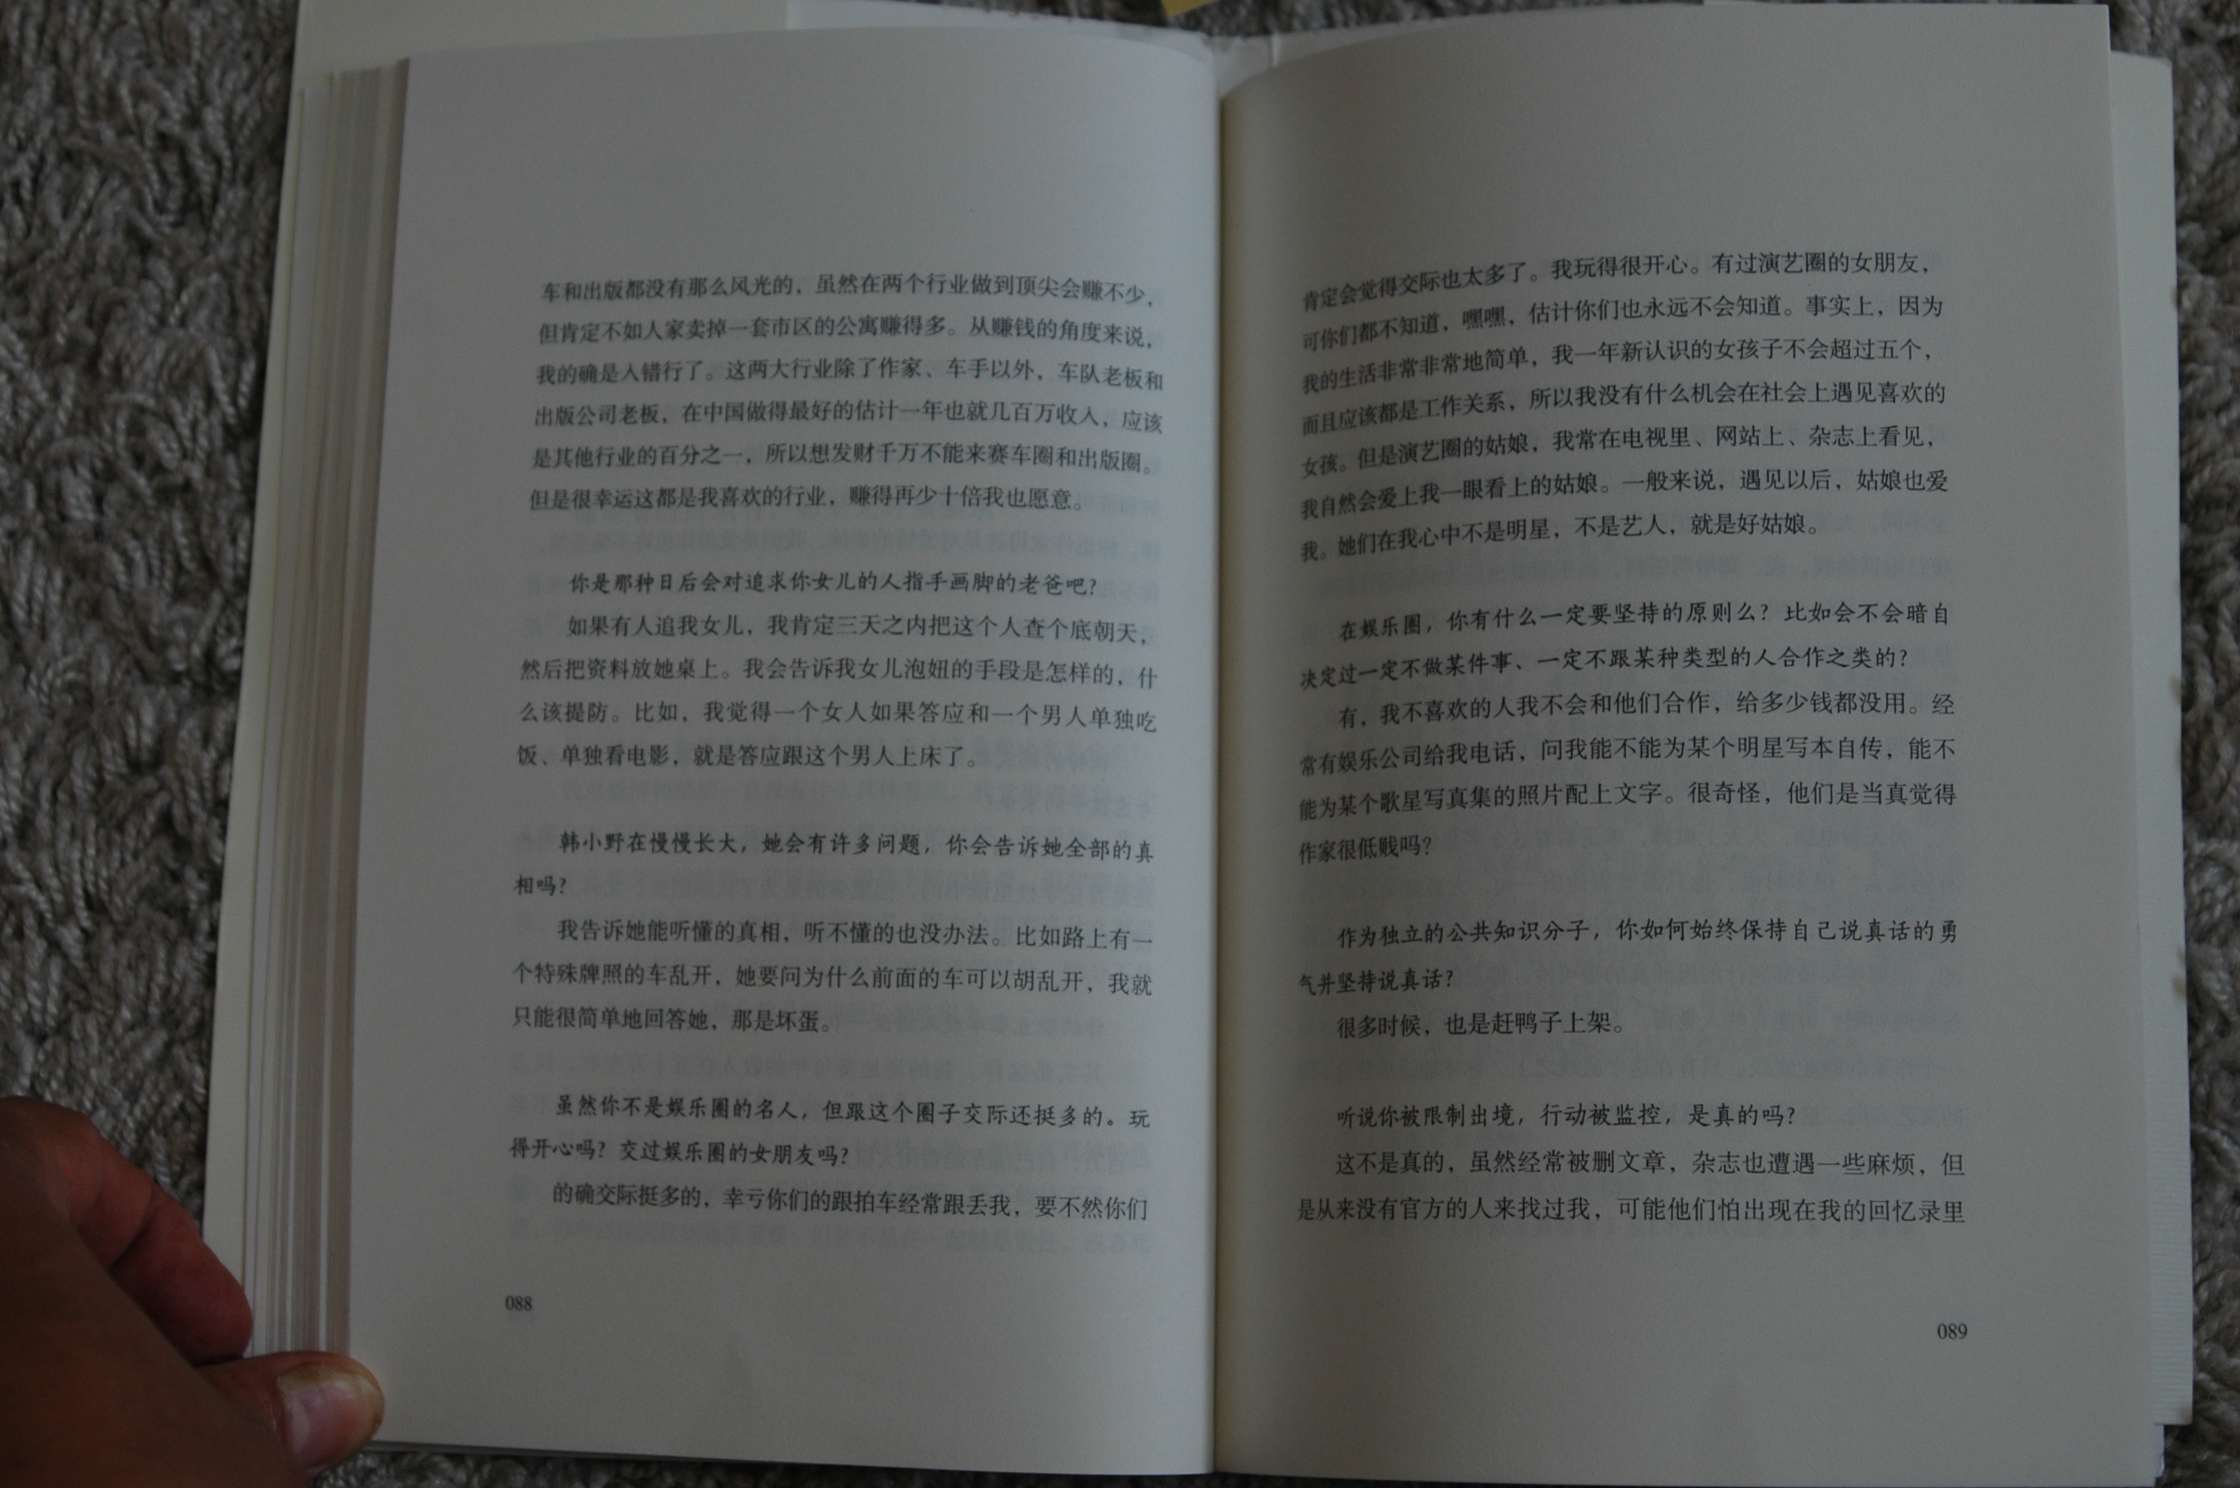 车和出版都没有那么风光的，虽然在两个行业做到顶尖会赚不少，
但肯定不如人家卖掉一套市区的公寓赚得多。从赚钱的角度来说，
我的确是入错行了。这两大行业除了作家、车手以外，车队老板和
出版公司老板，在中国做得最好的估计一年也就几百万收入，应该
是其他行业的百分之一，所以想发财千万不能来赛车圈和出版圈。
但是很幸运这都是我喜欢的行业，赚得再少十倍我也愿意。
你是那种日后会对追求你女儿的人指手画脚的老爸吧？
如果有人追我女儿，我肯定三天之内把这个人查个底朝天，
然后把资料放她桌上。我会告诉我女儿泡妞的手段是怎样的，什
么该提防。比如，我觉得一个女人如果答应和一个男人单独吃
饭、单独看电影，就是答应跟这个男人上床了。
韩小野在慢慢长大，她会有许多问题，你会告诉她全部的真
相吗？
我告诉她能听懂的真相，听不懂的也没办法。比如路上有一
个特殊牌照的车乱开，她要问为什么前面的车可以胡乱开，我就
只能很简单地回答她，那是坏蛋。
虽然你不是娱乐圈的名人，但跟这个圈子交际还挺多的。玩
得开心吗？交过娱乐圈的女朋友吗？
的确交际挺多的，幸亏你们的跟拍车经常跟丢我，要不然你们
088
肯定会觉得交际也太多了。我玩得很开心。有过演艺圈的女朋友，
可你们都不知道，嘿嘿，估计你们也永远不会知道。事实上，因为
我的生活非常非常地简单，我一年新认识的女孩子不会超过五个，
而且应该都是工作关系，所以我没有什么机会在社会上遇见喜欢的
女孩。但是演艺圈的姑娘，我常在电视里、网站上、杂志上看见，
我自然会爱上我一眼看上的姑娘。一般来说，遇见以后，姑娘也爱
我。她们在我心中不是明星，不是艺人，就是好姑娘。
在娱乐圈，你有什么一定要坚持的原则么？比如会不会暗自
决定过一定不做某件事、一定不跟某种类型的人合作之类的？
有，我不喜欢的人我不会和他们合作，给多少钱都没用。经
常有娱乐公司给我电话，问我能不能为某个明星写本自传，能不
能为某个歌星写真集的照片配上文字。很奇怪，他们是当真觉得
作家很低贱吗？
作为独立的公共知识分子，你如何始终保持自己说真话的勇
气并坚持说真话？
很多时候，也是赶鸭子上架。
听说你被限制出境，行动被监控，是真的吗？
这不是真的，虽然经常被删文章，杂志也遭遇一些麻烦，但
是从来没有官方的人来找过我，可能他们怕出现在我的回忆录里
089